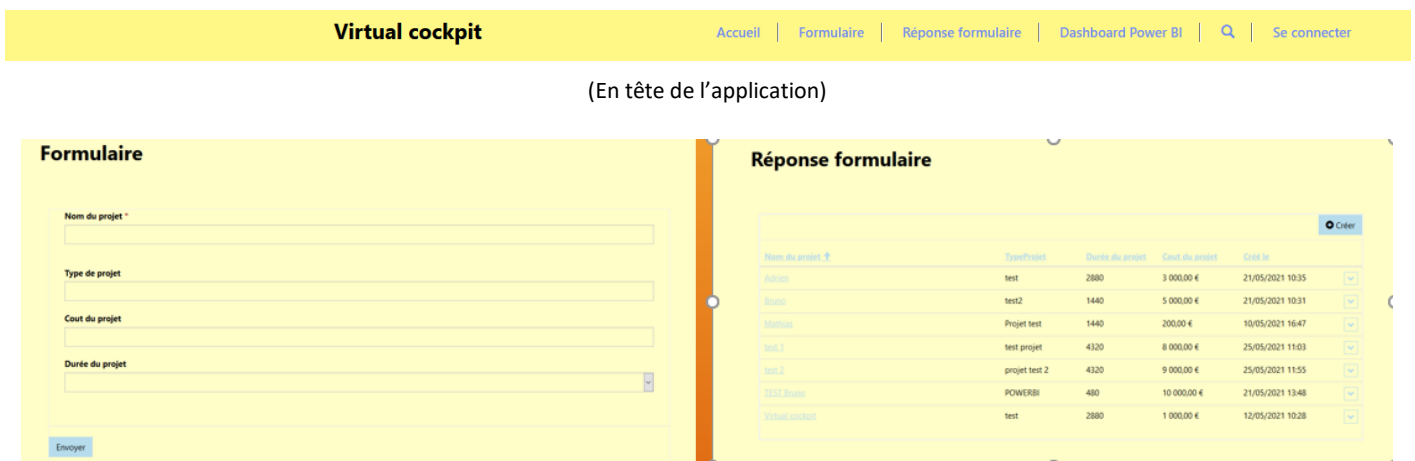 Virtual cockpit Accueil Formulaire Réponse formulaire Dashboard Power BI Se connecter
(En tête de l’application)
Formulaire
Nom du projet *
Type de projet
Cout du projet
Durée du projet
Envoyer
Réponse formulaire
Créer
Nom du projet TypeProjet Durée du projet Cout du projet Créé le
Adrien test 2880 3 000,00 € 21/05/2021 10:35
Bruno test2 1440 5 000,00 € 21/05/2021 10:31
Mathias Projet test 1440 200,00 € 10/05/2021 16:47
test 1 test projet 4320 8 000,00 € 25/05/2021 11:03
test 2 projet test 2 4320 9 000,00 € 25/05/2021 11:55
TEST Bruno POWERBI 480 10 000,00 € 21/05/2021 13:48
Virtual cockpit test 2880 1 000,00 € 12/05/2021 10:28